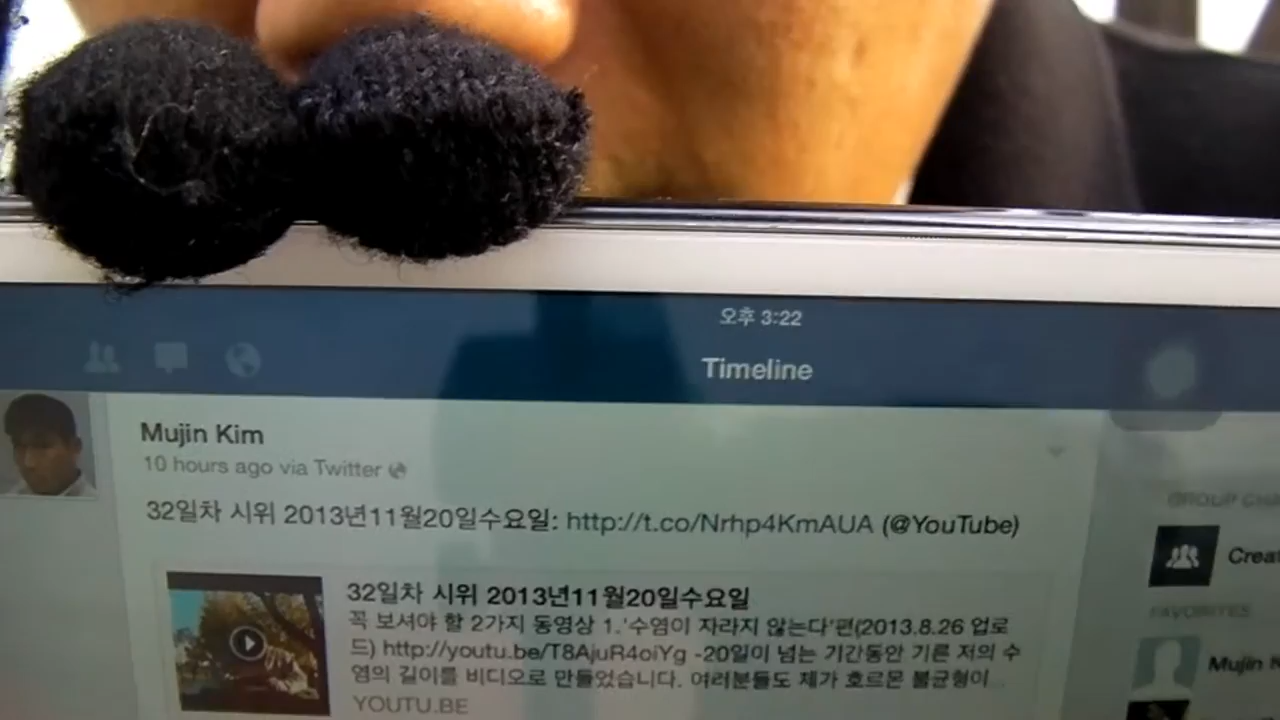 오후 3:22
Timeline
Mujin Kim
10 hours ago via Twitter
32일차 시위 2013년11월20일수요일: http://t.co/Nrhp4KmAUA (@YouTube)
GROUP CHA
Creat
FAVORITES
Mujin K
32일차 시위 2013년11월20일수요일
꼭 보셔야 할 2가지 동영상 1.'수염이 자라지 않는다'편(2013.8.26 업로
드) http://youtu.be/T8AjuR4oiYg -20일이 넘는 기간동안 기른 저의 수
염의 길이를 비디오로 만들었습니다. 여러분들도 제가 호르몬 불균형이...
YOUTU.BE